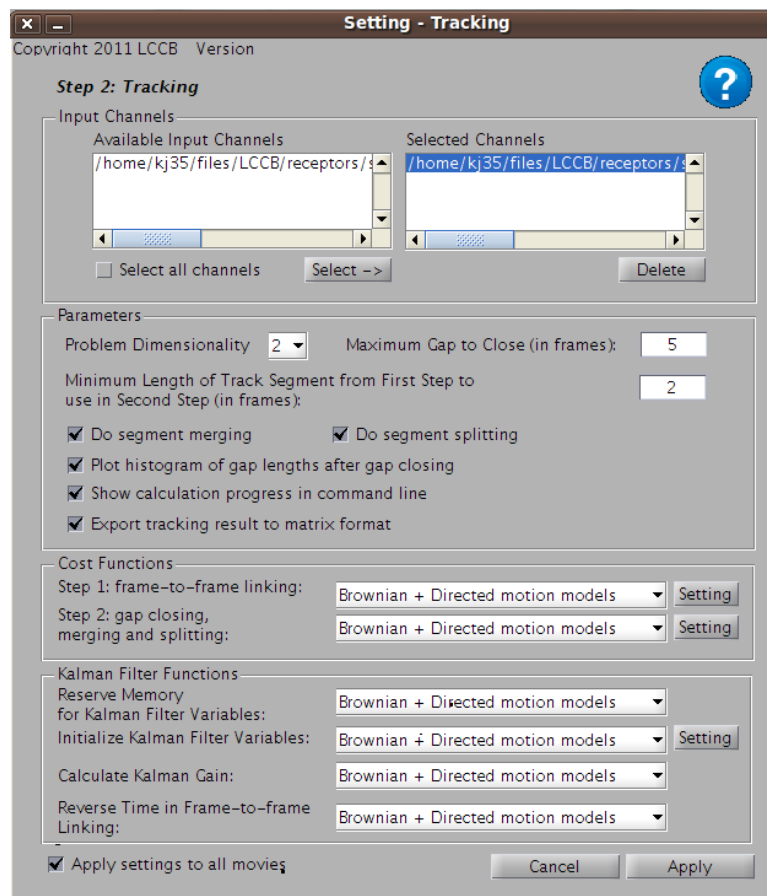 Setting - Tracking
Copyright 2011 LCCB Version
Step 2: Tracking
?
Input Channels
Available Input Channels Selected Channels
/home/kj35/files/LCCB/receptors/s /home/kj35/files/LCCB/receptors/s
Select all channels Select -> Delete
Parameters
Problem Dimensionality 2 Maximum Gap to Close (in frames): 5
Minimum Length of Track Segment from First Step to
use in Second Step (in frames): 2
Do segment merging Do segment splitting
Plot histogram of gap lengths after gap closing
Show calculation progress in command line
Export tracking result to matrix format
Cost Functions
Step 1: frame-to-frame linking: Brownian + Directed motion models Setting
Step 2: gap closing,
merging and splitting: Brownian + Directed motion models Setting
Kalman Filter Functions
Reserve Memory
for Kalman Filter Variables: Brownian + Directed motion models
Initialize Kalman Filter Variables: Brownian + Directed motion models Setting
Calculate Kalman Gain: Brownian + Directed motion models
Reverse Time in Frame-to-frame
Linking: Brownian + Directed motion models
Apply settings to all movies Cancel Apply